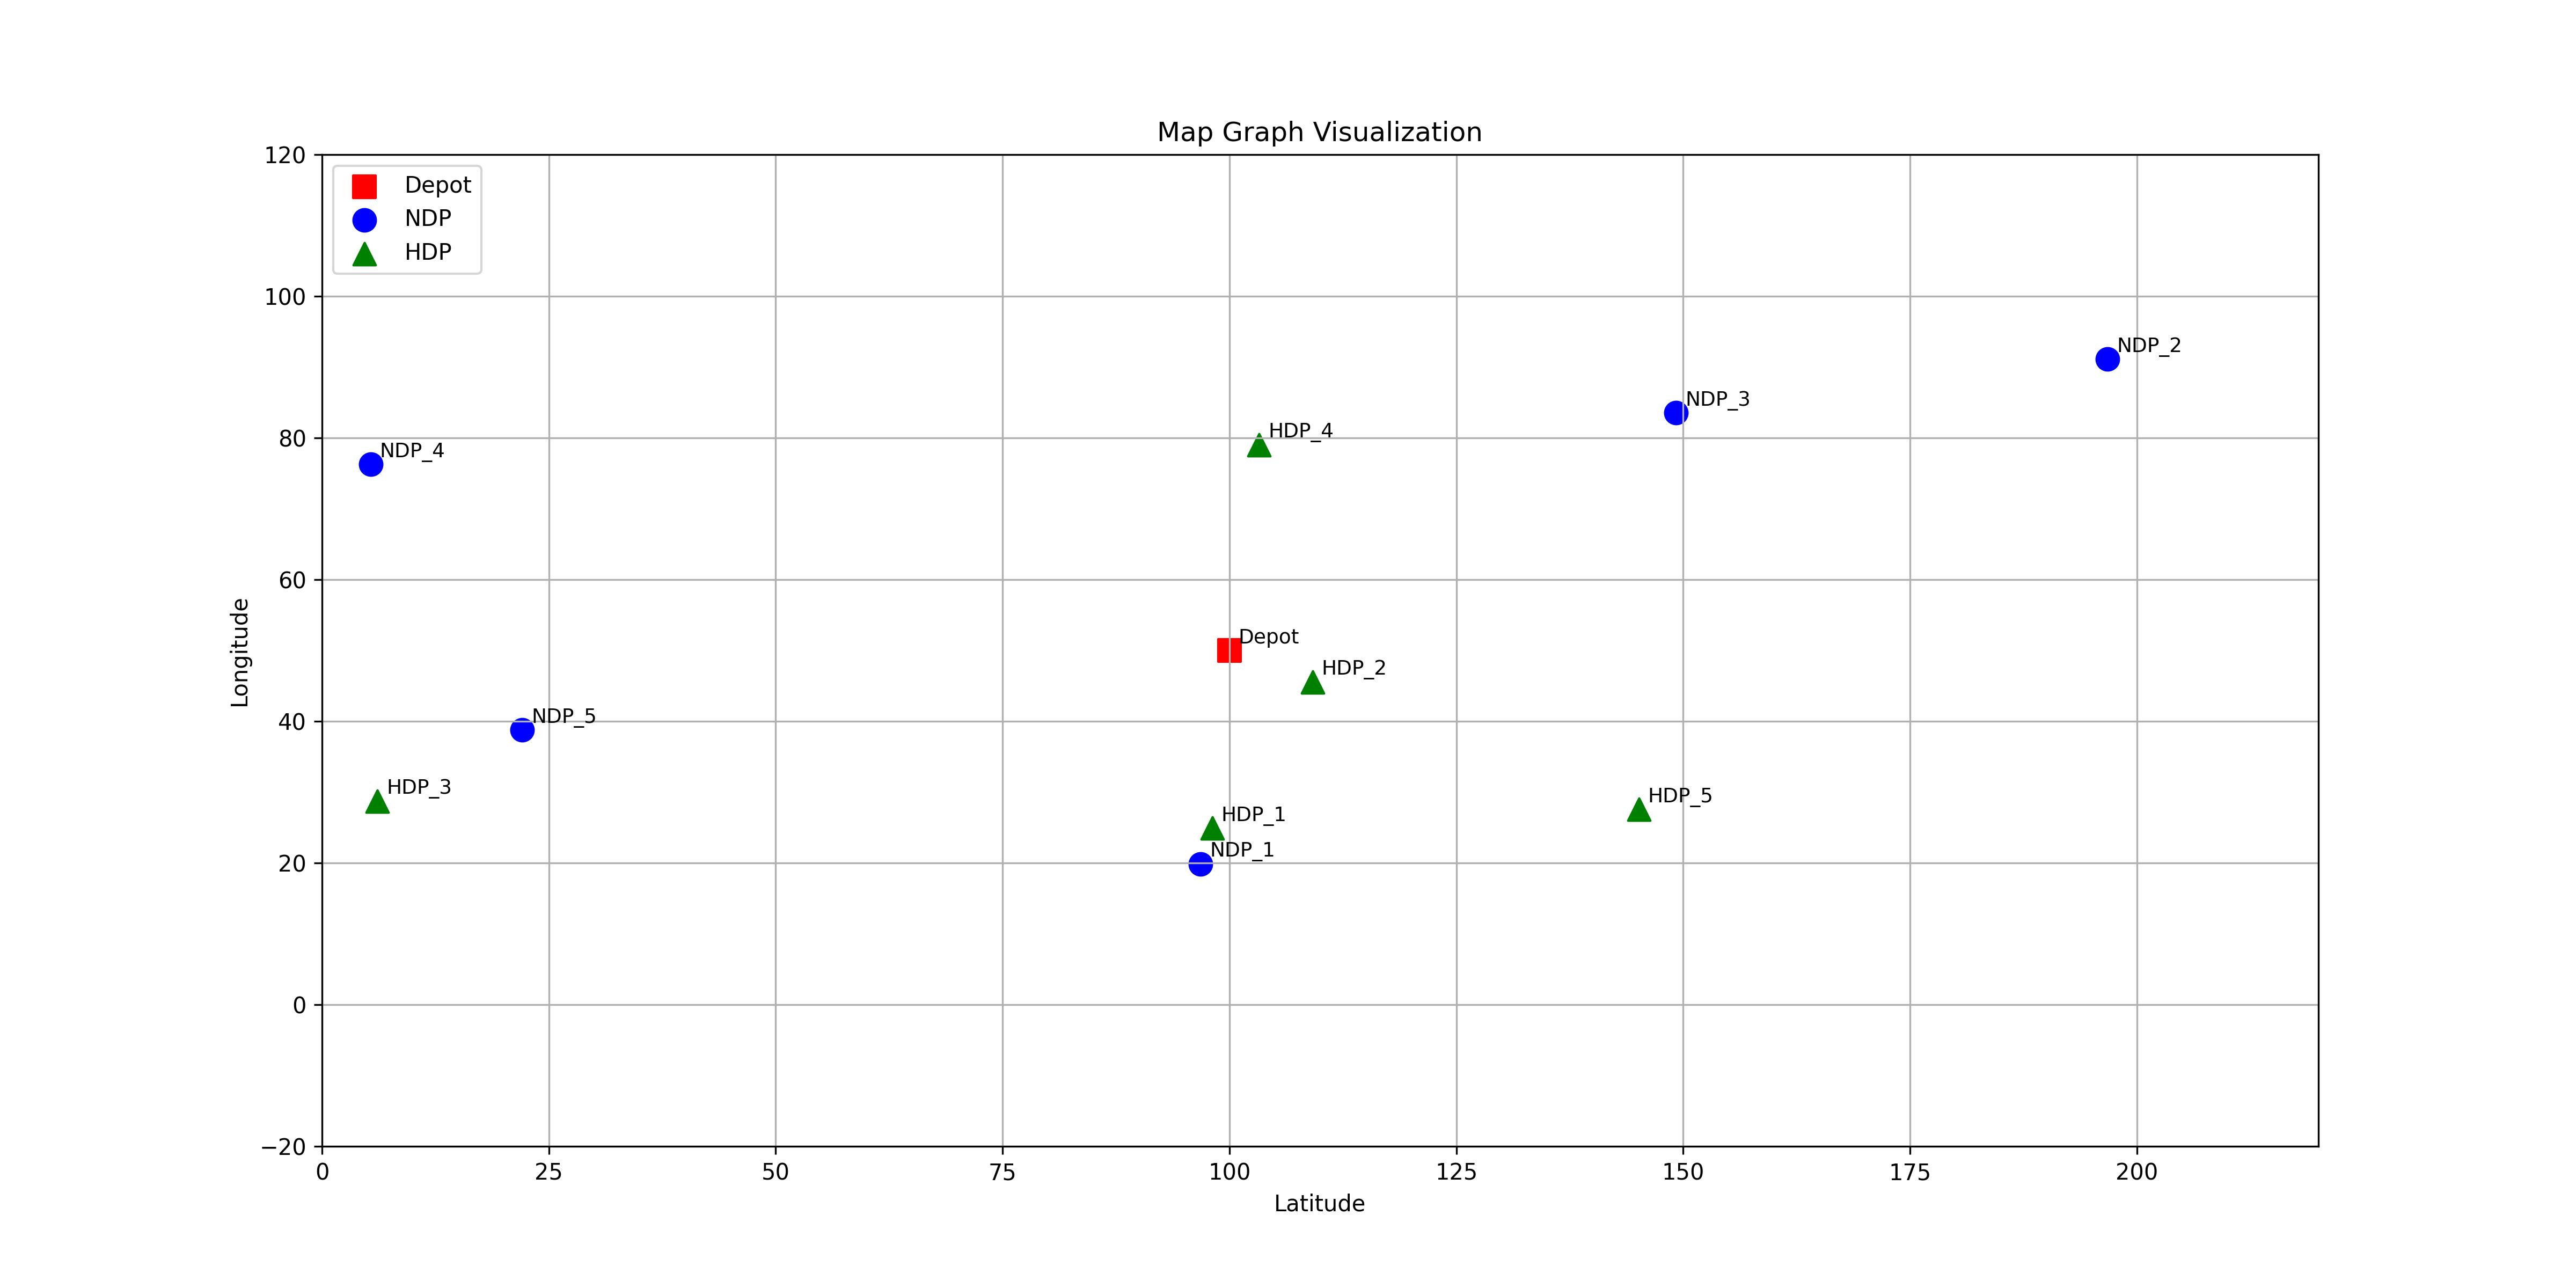 Map Graph Visualization
120
100
80
60
40
20
0
−20
Longitude
Depot
NDP
HDP
NDP_2
NDP_3
HDP_4
NDP_4
Depot
HDP_2
NDP_5
HDP_3
HDP_5
HDP_1
NDP_1
0 25 50 75 100 125 150 175 200
Latitude